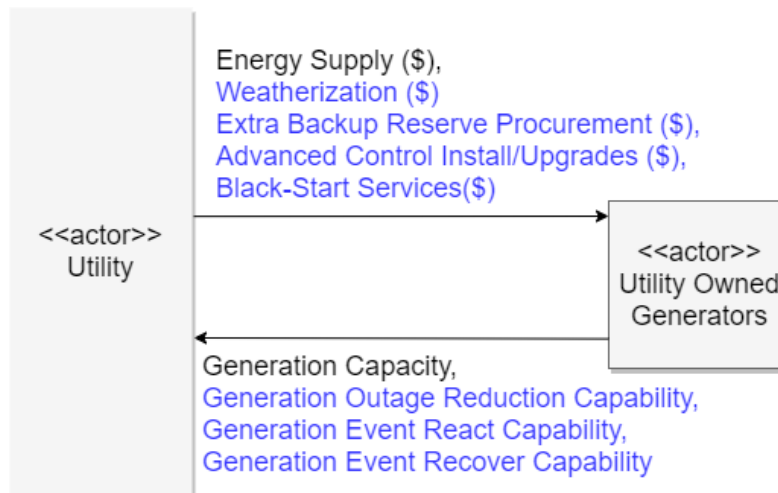 Energy Supply ($),
Weatherization ($)
Extra Backup Reserve Procurement ($),
Advanced Control Install/Upgrades ($),
Black-Start Services($)
<<actor>>
Utility
<<actor>>
Utility Owned
Generators
Generation Capacity,
Generation Outage Reduction Capability,
Generation Event React Capability,
Generation Event Recover Capability